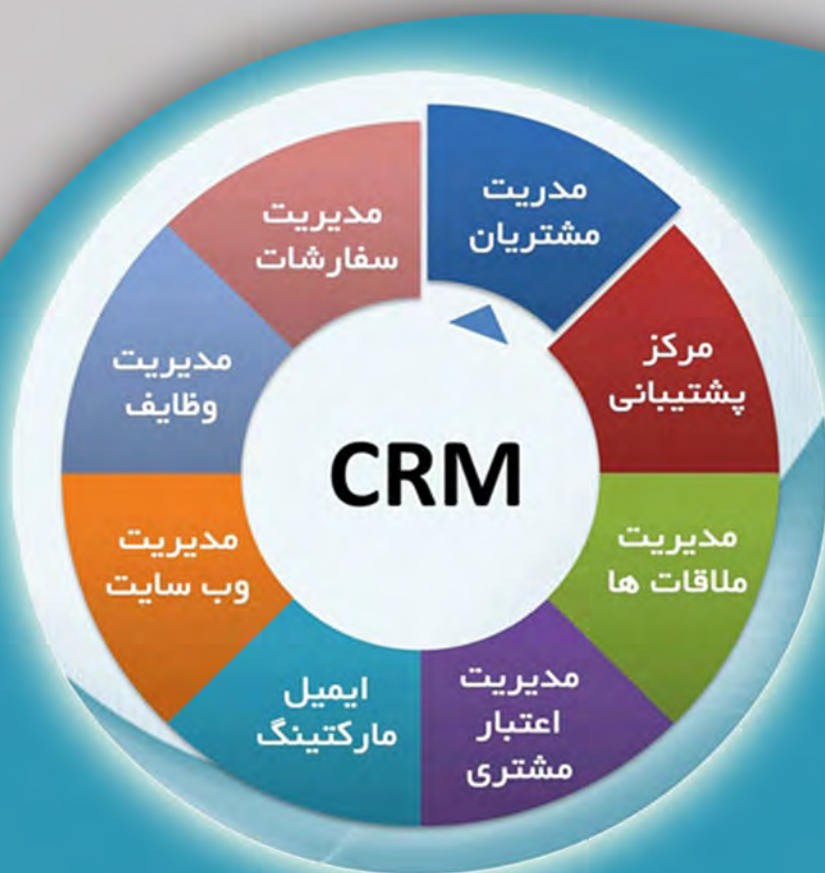 مدریت
مشتریان
مرکز
پشتیبانی
مدیریت
ملاقات ها
مدیریت
اعتبار
مشتری
ایمیل
مارکتینگ
مدیریت
وب سایت
مدیریت
وظایف
مدیریت
سفارشات
CRM